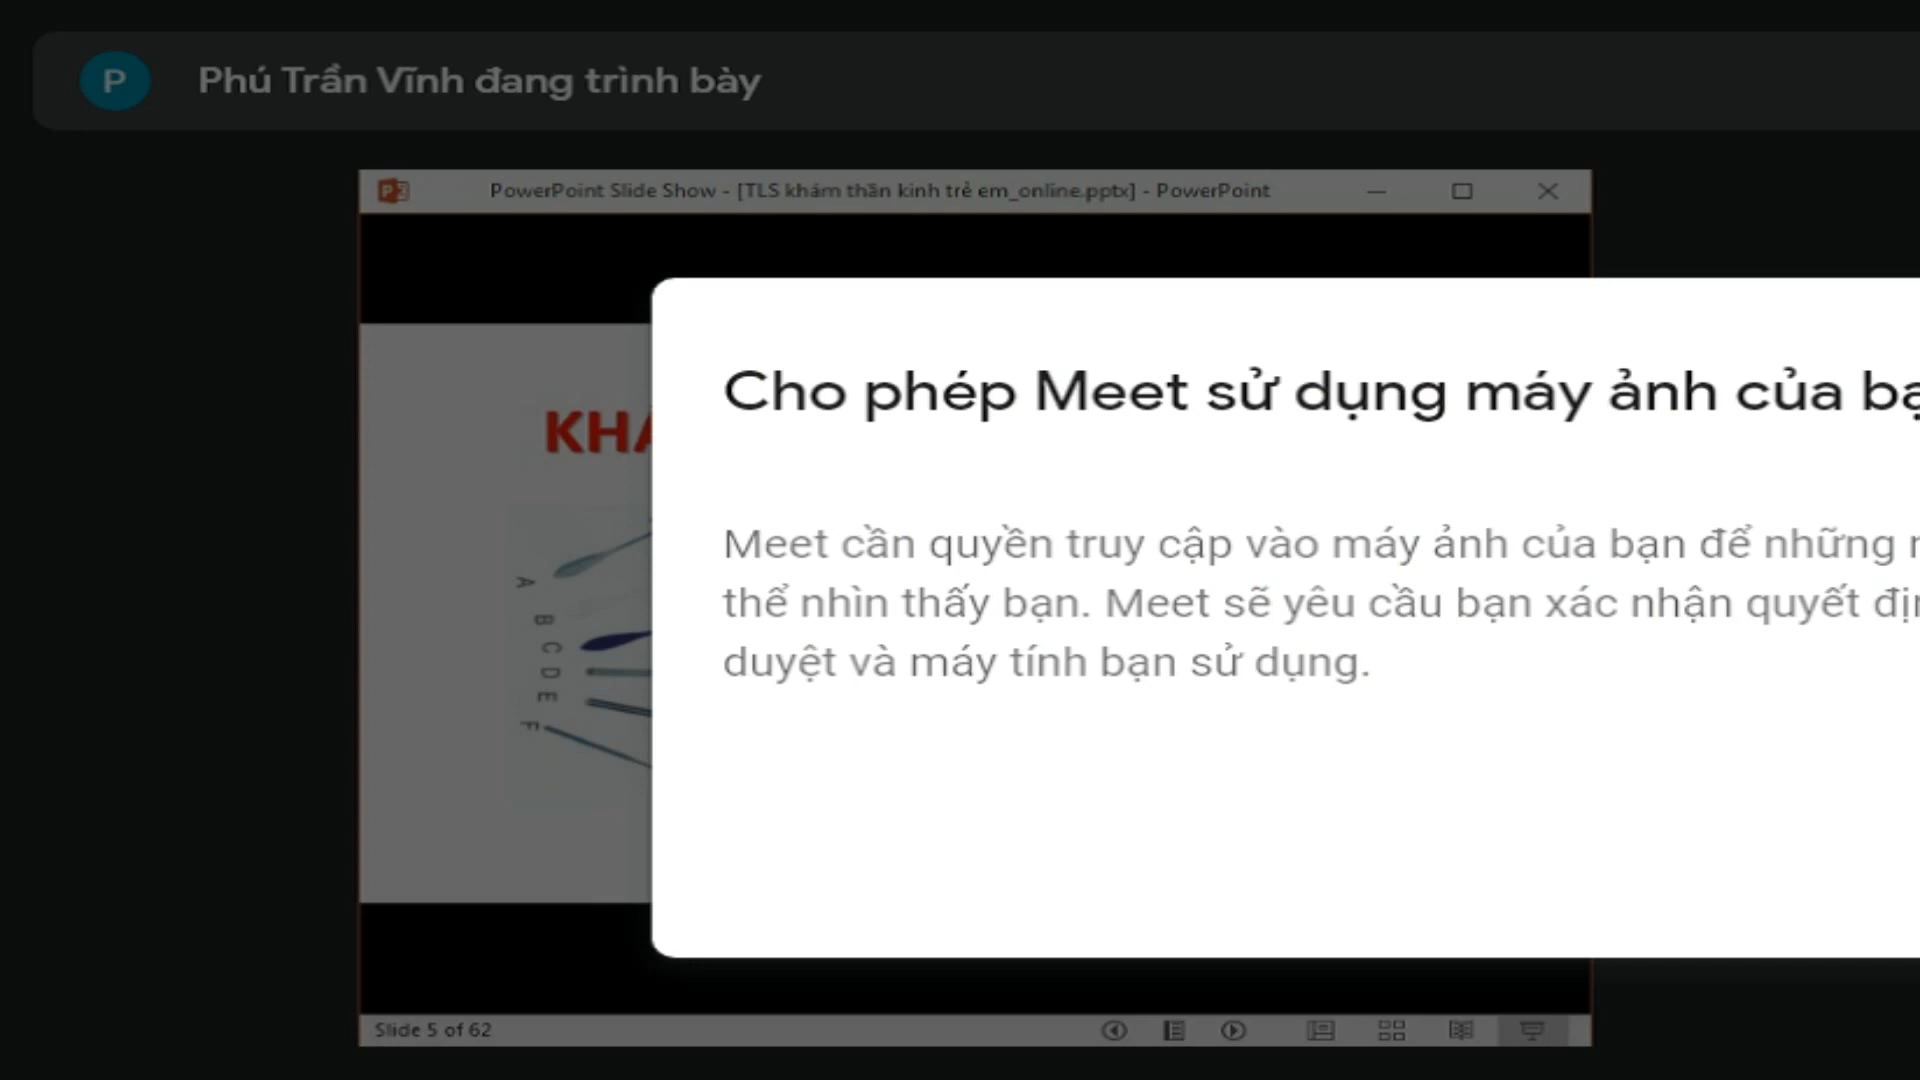 P
Phú Trần Vĩnh đang trình bày
PowerPoint Slide Show - [TLS khám thần kinh trẻ em_online.pptx] - PowerPoint
Cho phép Meet sử dụng máy ảnh của
KHÁ
Meet cần quyền truy cập vào máy ảnh của bạn để những
thể nhìn thấy bạn. Meet sẽ yêu cầu bạn xác nhận quyết
duyệt và máy tính bạn sử dụng.
A
B
C
D
E
F
Slide 5 of 62